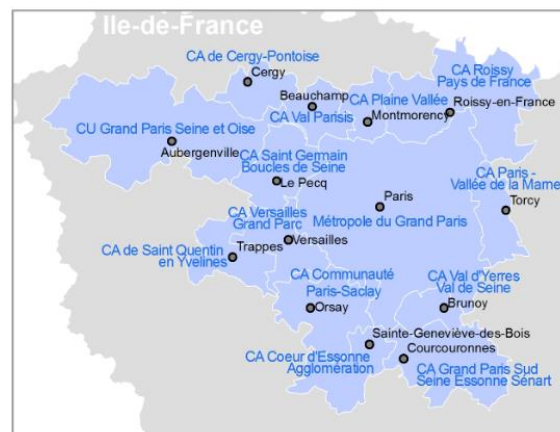 Ile-de-France
CA de Cergy-Pontoise
Cergy
CA Roissy
Pays de France
Beauchamp
CA Plaine Vallée
Roissy-en-France
CA Val Parisis
Montmorency
CU Grand Paris Seine et Oise
Aubergenville
CA Saint Germain
Boucles de Seine
Le Pecq
CA Paris -
Vallée de la Marne
Torcy
Paris
Métropole du Grand Paris
CA Versailles
Grand Parc
Versailles
CA de Saint Quentin
en Yvelines
Trappes
CA Communauté
Paris-Saclay
Orsay
CA Val d'Yerres
Val de Seine
Brunoy
Sainte-Geneviève-des-Bois
Courcouronnes
CA Coeur d'Essonne
Agglomération
CA Grand Paris Sud
Seine Essonne Sénart